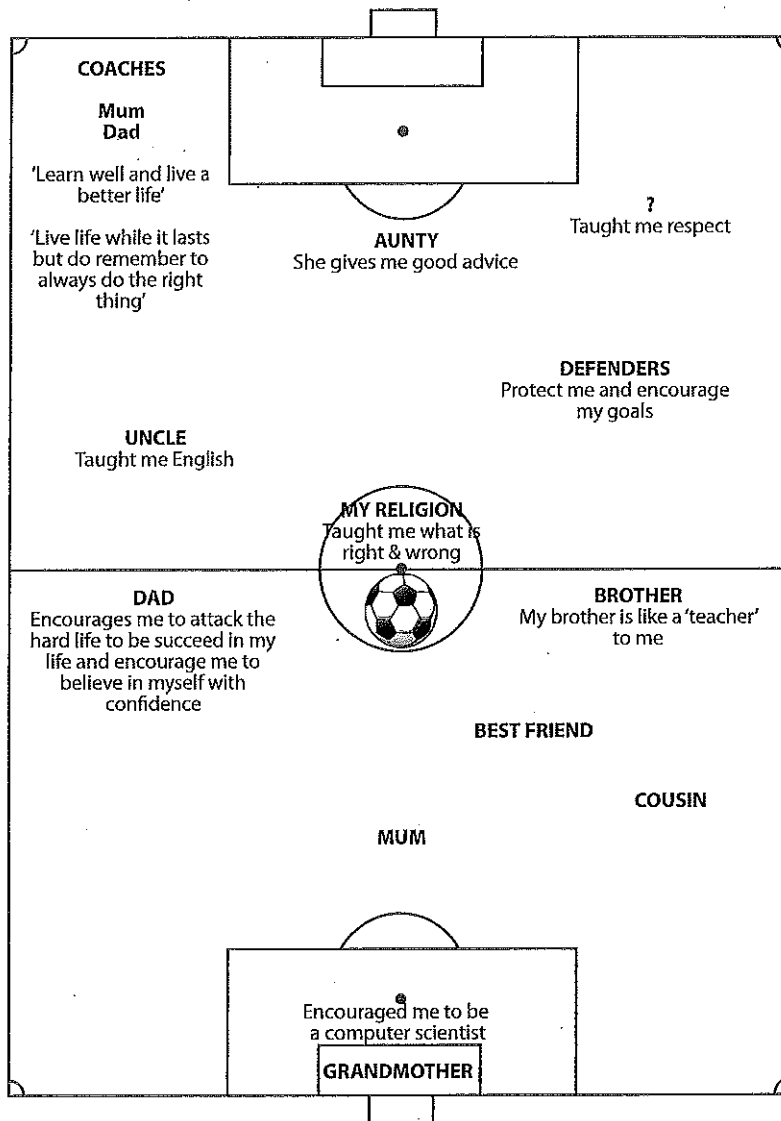 COACHES
Mum
Dad
'Learn well and live a
better life'
'Live life while it lasts
but do remember to
always do the right
thing'
?
Taught me respect
AUNTY
She gives me good advice
DEFENDERS
Protect me and encourage
my goals
UNCLE
Taught me English
MY RELIGION
Taught me what is
right & wrong
DAD
Encourages me to attack the
hard life to be succeed in my
life and encourage me to
believe in myself with
confidence
BROTHER
My brother is like a 'teacher'
to me
BEST FRIEND
COUSIN
MUM
Encouraged me to be
a computer scientist
GRANDMOTHER